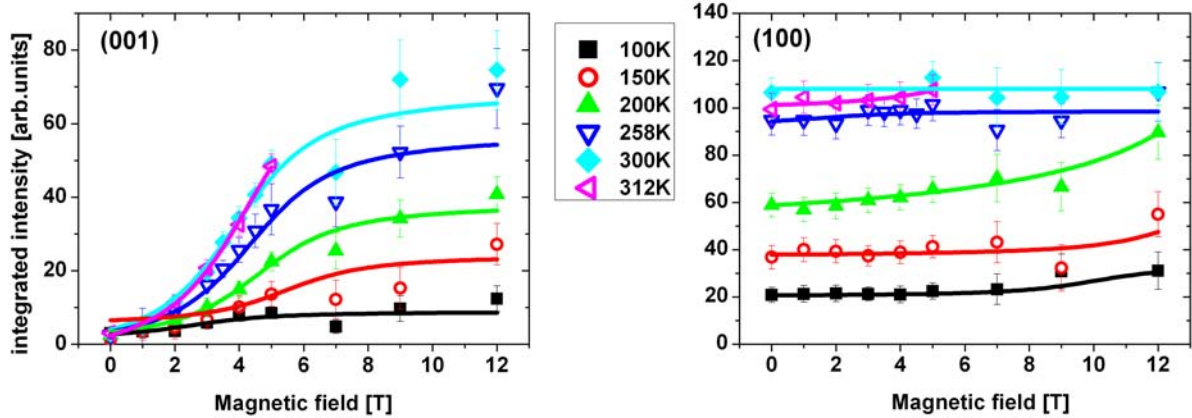 (001)
integrated intensity [arb.units]
80
60
40
20
0
0 2 4 6 8 10 12
Magnetic field [T]
100K
150K
200K
258K
300K
312K
(100)
140
120
100
80
60
40
20
0
0 2 4 6 8 10 12
Magnetic field [T]